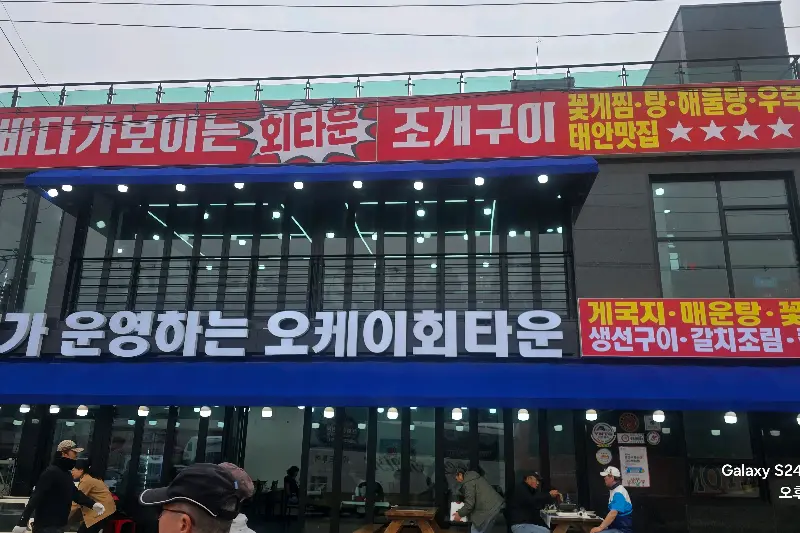 바다가보이는 회타운 조개구이
꽃게찜·탕·해물탕·우럭
태안맛집 ★★★★
가 운영하는 오케이회타운
게국지·매운탕·꽃
생선구이·갈치조림·
Galaxy S24
오후